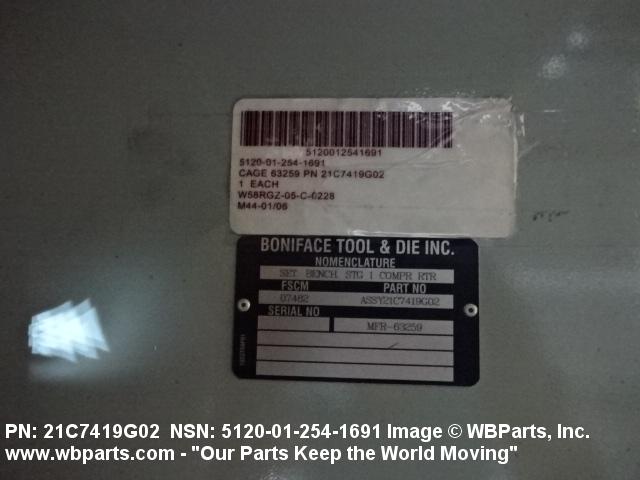 5120012541691
5120-01-254-1691
CAGE 63259 PN 21C7419G02
1 EACH
W58RGZ-05-C-0228
M44-01/06
BONIFACE TOOL & DIE INC.
NOMENCLATURE
SET BENCH STG 1 COMPR RTR
FSCM PART NO
07482 ASSY21C7419G02
SERIAL NO
MFR-63259
PN: 21C7419G02 NSN: 5120-01-254-1691 Image © WBParts, Inc.
www.wbparts.com - "Our Parts Keep the World Moving"